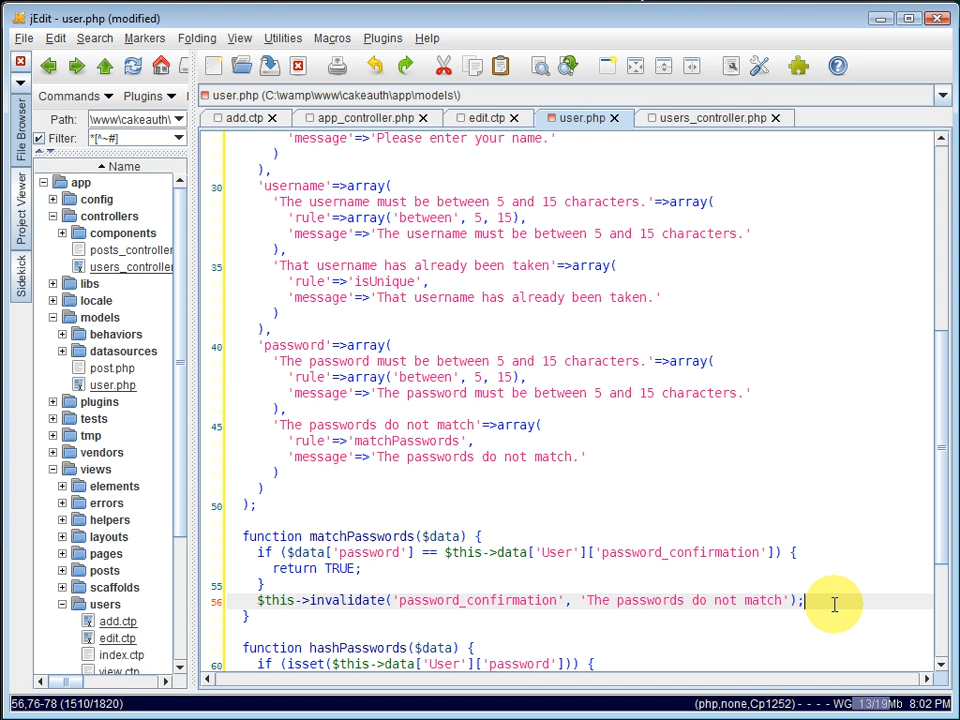 jEdit - user.php (modified)
File Edit Search Markers Folding View Utilities Macros Plugins Help
Commands Plugins
user.php (C:\wamp\www\cakeauth\app\models\)
Path: \www\cakeauth\
Filter: *[^~#]
add.ctp app_controller.php edit.ctp user.php users_controller.php
File Browser
Project Viewer
Sidekick
Name
app
config
controllers
components
posts_controller
users_controller
libs
locale
models
behaviors
datasources
post.php
user.php
plugins
tests
tmp
vendors
views
elements
errors
helpers
layouts
pages
posts
scaffolds
users
add.ctp
edit.ctp
index.ctp
view.ctp
'message'=>'Please enter your name.'
)
),
30 'username'=>array(
'The username must be between 5 and 15 characters.'=>array(
'rule'=>array('between', 5, 15),
'message'=>'The username must be between 5 and 15 characters.'
),
35 'That username has already been taken'=>array(
'rule'=>'isUnique',
'message'=>'That username has already been taken.'
)
),
40 'password'=>array(
'The password must be between 5 and 15 characters.'=>array(
'rule'=>array('between', 5, 15),
'message'=>'The password must be between 5 and 15 characters.'
),
45 'The passwords do not match'=>array(
'rule'=>'matchPasswords',
'message'=>'The passwords do not match.'
)
)
50 );
function matchPasswords($data) {
if ($data['password'] == $this->data['User']['password_confirmation']) {
return TRUE;
55 }
56 $this->invalidate('password_confirmation', 'The passwords do not match');
}
function hashPasswords($data) {
60 if (isset($this->data['User']['password'])) {
56,76-78 (1510/1820) (php,none,Cp1252) - - - - WG 13/19Mb 8:02 PM